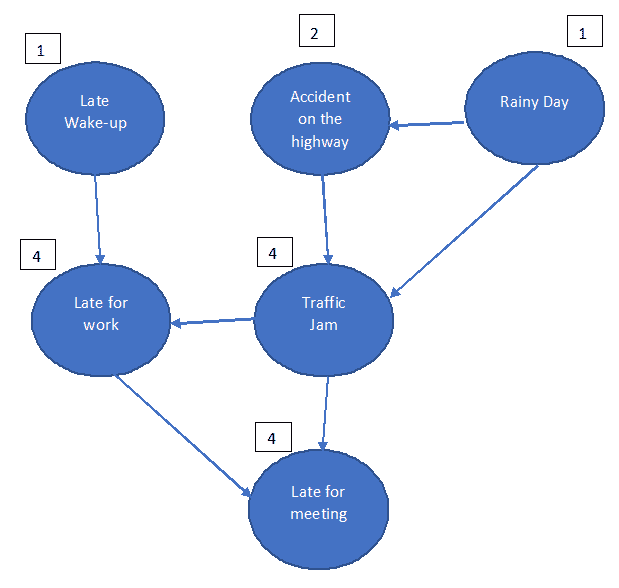 1
2
1
Late
Wake-up
Accident
on the
highway
Rainy Day
4
4
Late for
work
Traffic
Jam
4
Late for
meeting